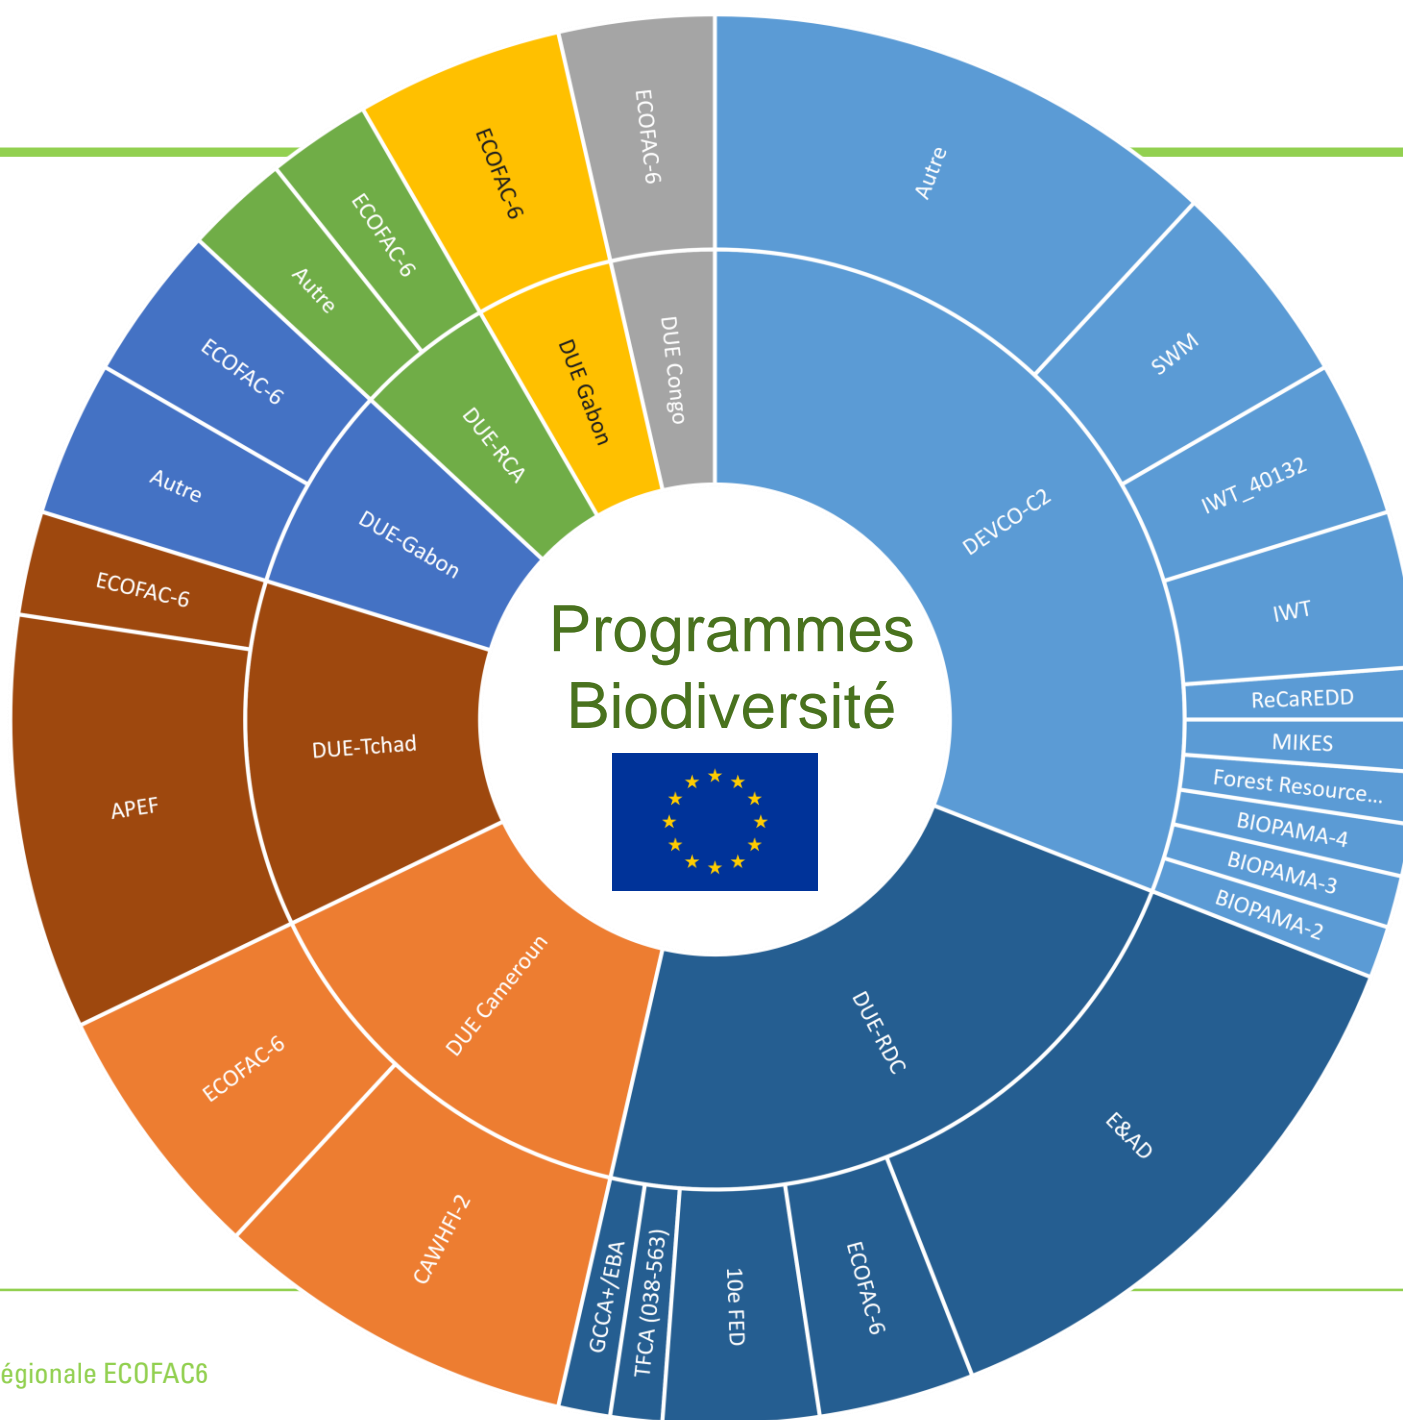 ECOFAC-6
ECOFAC-6
Autre
ECOFAC-6
ECOFAC-6
Autre
DUE Congo
DUE Gabon
SWM
ECOFAC-6
DUE-RCA
IWT_40132
Autre
DUE-Gabon
DEVCO-C2
ECOFAC-6
IWT
Programmes
Biodiversité
ReCaREDD
DUE-Tchad
MIKES
APEF
Forest Resource...
BIOPAMA-4
BIOPAMA-3
BIOPAMA-2
DUE Cameroun
DUE-RDC
ECOFAC-6
E&AD
CAWHFI-2
GCCA+/EBA
TFCA (038-563)
10e FED
ECOFAC-6
égionale ECOFAC6